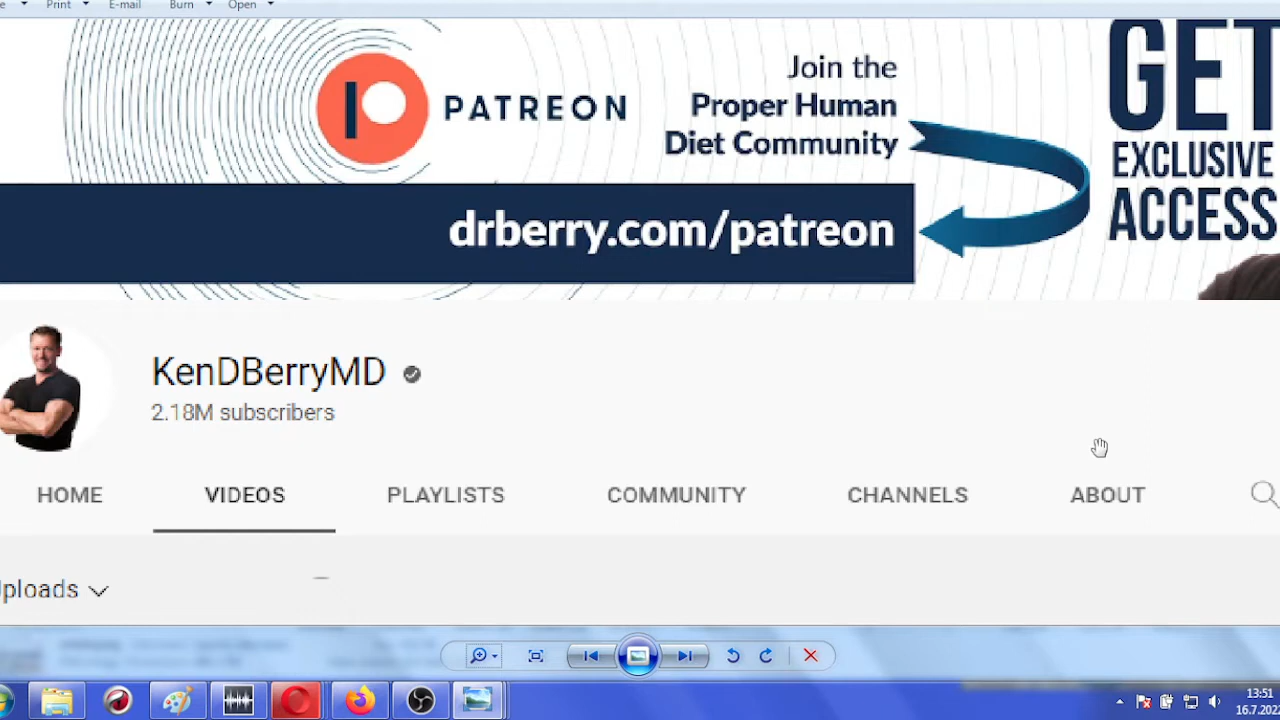 Print
E-mail
Burn
Open
PATREON
Join the
Proper Human
Diet Community
GET
EXCLUSIVE
ACCESS
drberry.com/patreon
KenDBerryMD
2.18M subscribers
HOME VIDEOS PLAYLISTS COMMUNITY CHANNELS ABOUT
Uploads
13:51
16.7.202